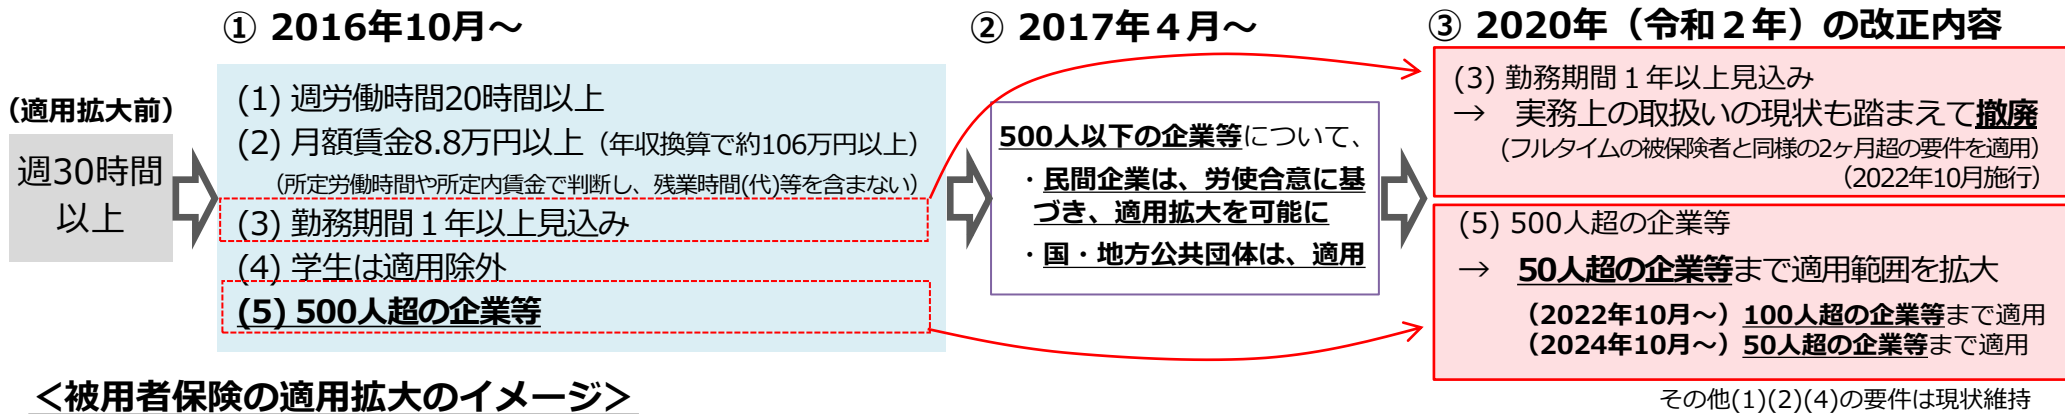 ① 2016年10月～
② 2017年４月～
③ 2020年（令和２年）の改正内容
（適用拡大前）
週30時間
以上
(1) 週労働時間20時間以上
(2) 月額賃金8.8万円以上（年収換算で約106万円以上）
（所定労働時間や所定内賃金で判断し、残業時間(代)等を含まない）
(3) 勤務期間１年以上見込み
(4) 学生は適用除外
(5) 500人超の企業等
500人以下の企業等について、
・民間企業は、労使合意に基
づき、適用拡大を可能に
・国・地方公共団体は、適用
(3) 勤務期間１年以上見込み
→ 実務上の取扱いの現状も踏まえて撤廃
(フルタイムの被保険者と同様の2ヶ月超の要件を適用)
（2022年10月施行）
(5) 500人超の企業等
→ 50人超の企業等まで適用範囲を拡大
（2022年10月～）100人超の企業等まで適用
（2024年10月～）50人超の企業等まで適用
その他(1)(2)(4)の要件は現状維持
＜被用者保険の適用拡大のイメージ＞